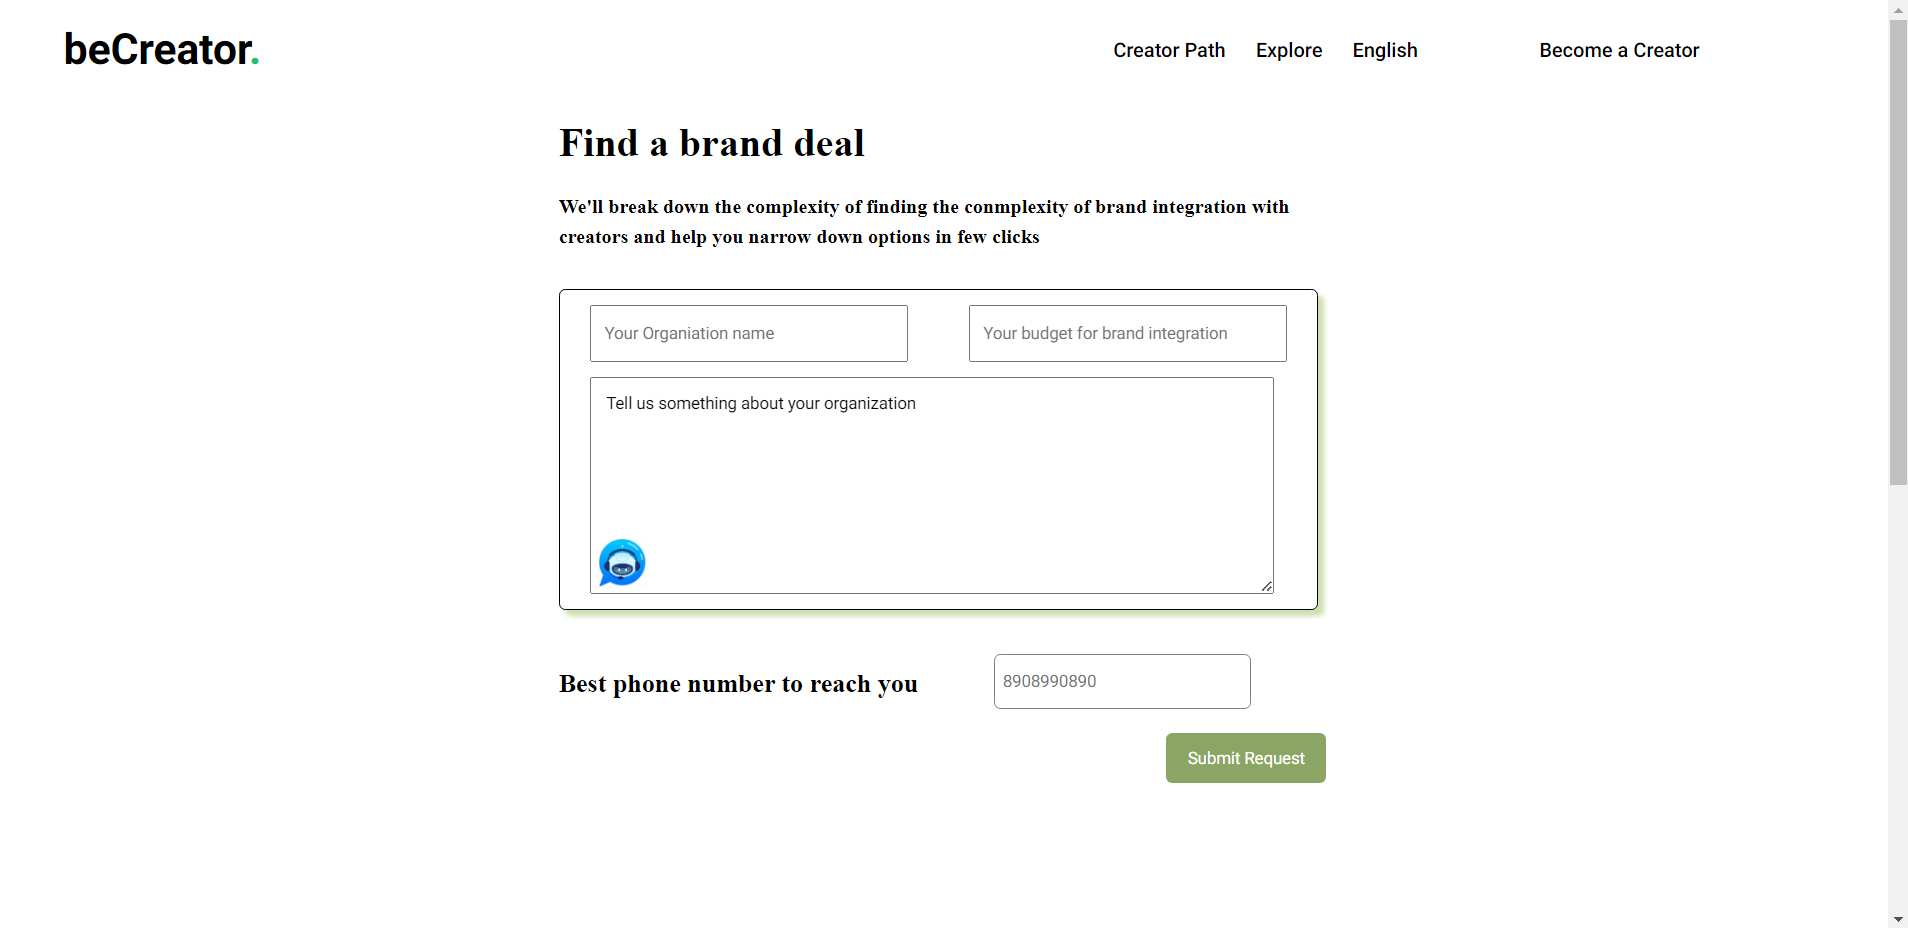 beCreator.
Creator Path Explore English Become a Creator
Find a brand deal
We'll break down the complexity of finding the conmplexity of brand integration with
creators and help you narrow down options in few clicks
Your Organiation name
Your budget for brand integration
Tell us something about your organization
Best phone number to reach you
8908990890
Submit Request